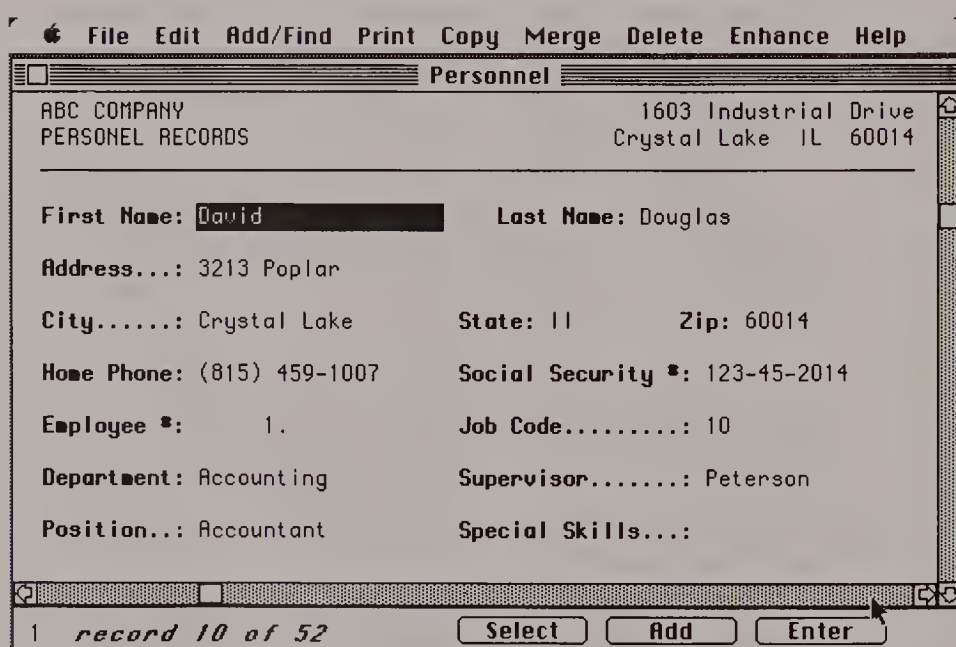 File Edit Add/Find Print Copy Merge Delete Enhance Help
Personnel
ABC COMPANY 1603 Industrial Drive
PERSONEL RECORDS Crystal Lake IL 60014
First Name: David Last Name: Douglas
Address...: 3213 Poplar
City......: Crystal Lake State: Il Zip: 60014
Home Phone: (815) 459-1007 Social Security #: 123-45-2014
Employee #: 1. Job Code.........: 10
Department: Accounting Supervisor.......: Peterson
Position..: Accountant Special Skills...:
1 record 10 of 52 Select Add Enter